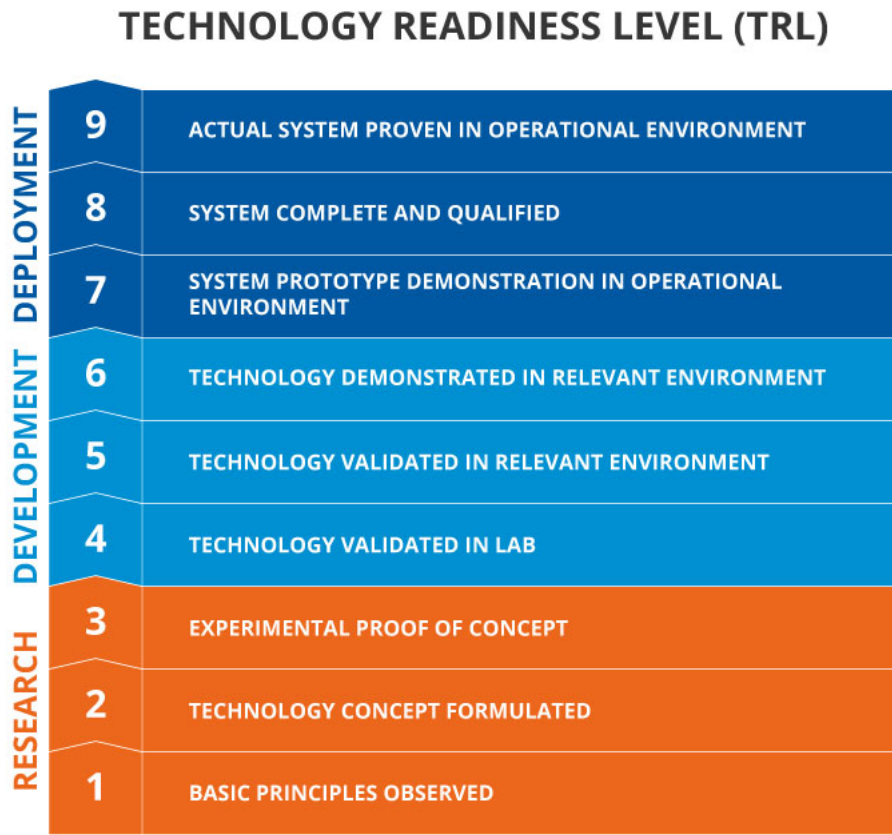 TECHNOLOGY READINESS LEVEL (TRL)
DEPLOYMENT
9
ACTUAL SYSTEM PROVEN IN OPERATIONAL ENVIRONMENT
8
SYSTEM COMPLETE AND QUALIFIED
7
SYSTEM PROTOTYPE DEMONSTRATION IN OPERATIONAL
ENVIRONMENT
DEVELOPMENT
6
TECHNOLOGY DEMONSTRATED IN RELEVANT ENVIRONMENT
5
TECHNOLOGY VALIDATED IN RELEVANT ENVIRONMENT
4
TECHNOLOGY VALIDATED IN LAB
RESEARCH
3
EXPERIMENTAL PROOF OF CONCEPT
2
TECHNOLOGY CONCEPT FORMULATED
1
BASIC PRINCIPLES OBSERVED